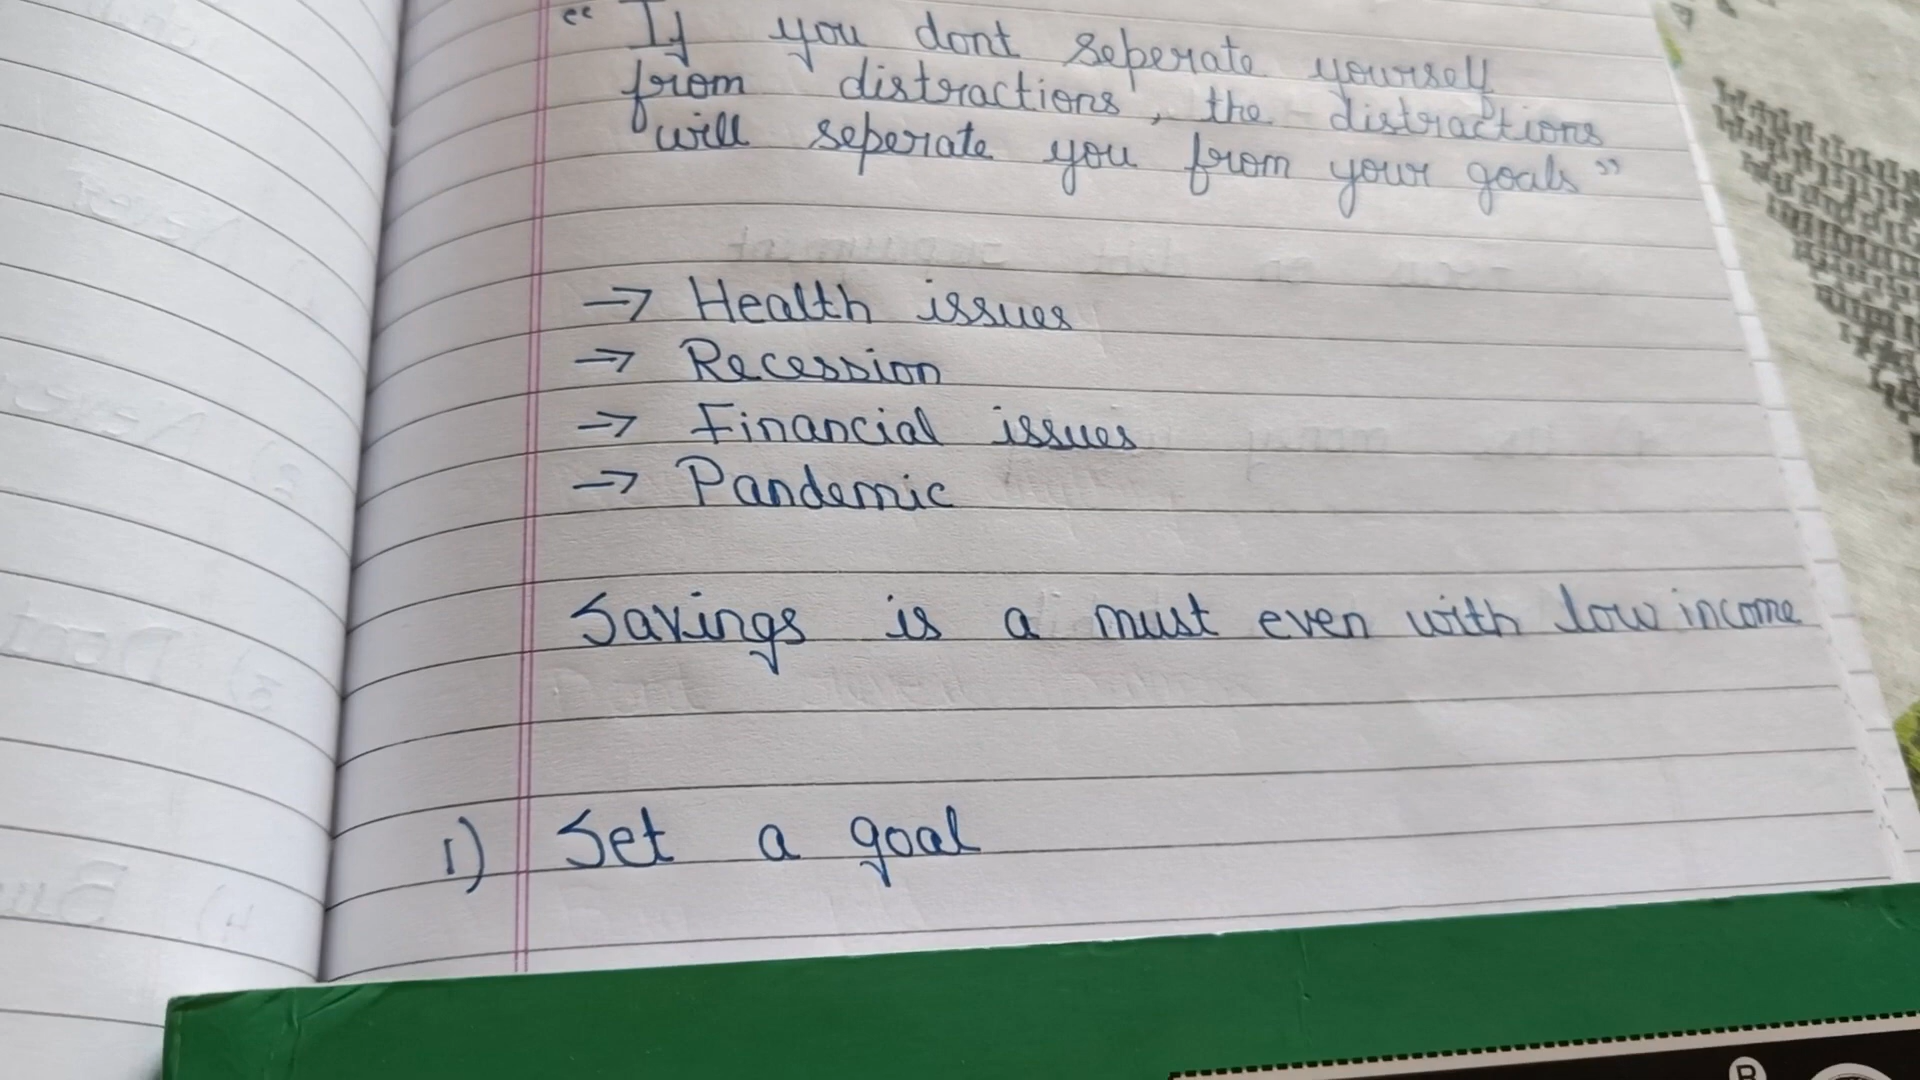 “ If you dont seperate yourself
from distractions, the distractions
will seperate you from your goals”
→ Health issues
→ Recession
→ Financial issues
→ Pandemic
Savings is a must even with low income
1) Set a goal